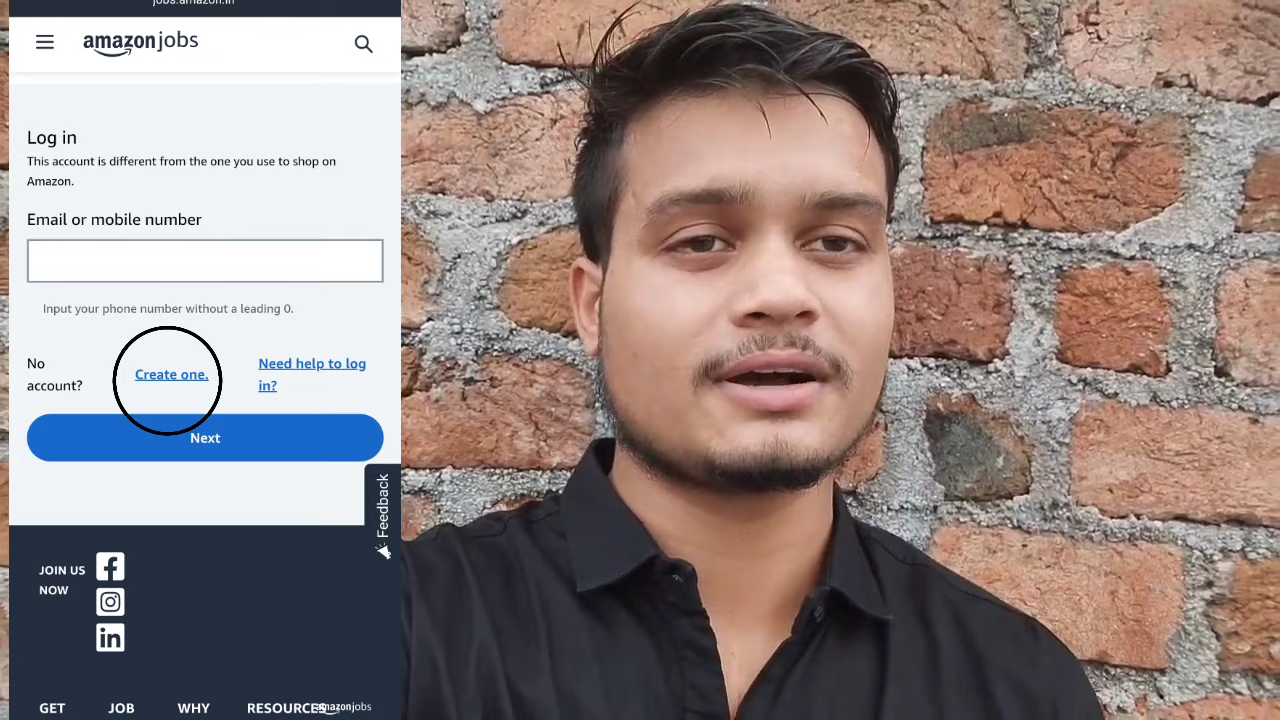 jobs.amazon.in
amazon jobs
Log in
This account is different from the one you use to shop on
Amazon.
Email or mobile number
Input your phone number without a leading 0.
No
account?
Create one.
Need help to log
in?
Next
Feedback
JOIN US
NOW
GET
JOB
WHY
RESOURCES
amazon jobs